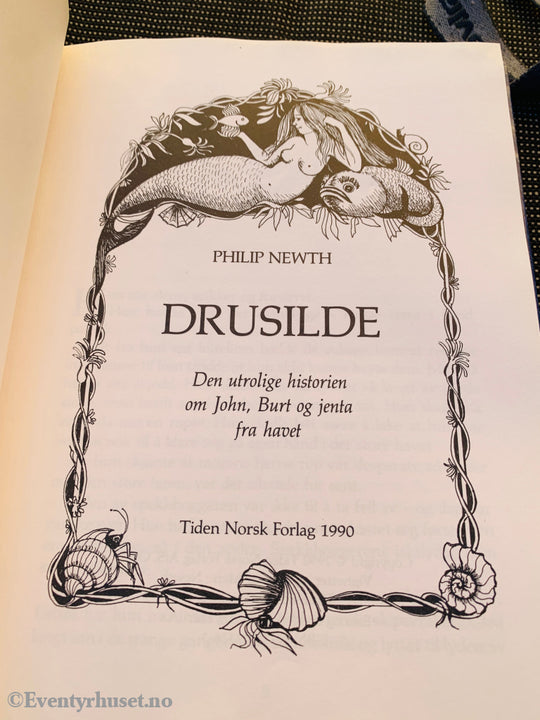 PHILIP NEWTH
DRUSILDE
Den utrolige historien
om John, Burt og jenta
fra havet
Tiden Norsk Forlag 1990
©Eventyrhuset.no